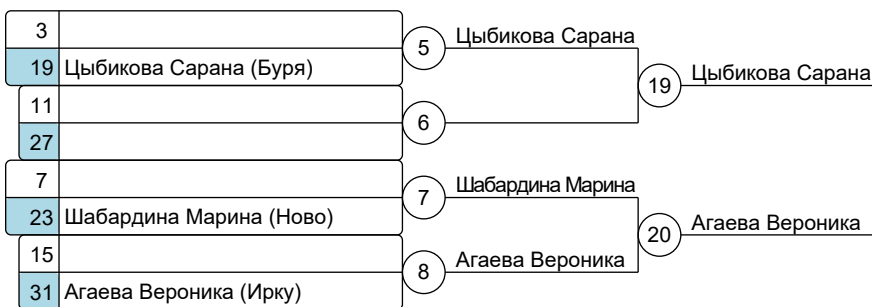 3
5 Цыбикова Сарана
19 Цыбикова Сарана (Буря)
19 Цыбикова Сарана
11
6
27
7
7 Шабардина Марина
23 Шабардина Марина (Ново)
20 Агаева Вероника
15
8 Агаева Вероника
31 Агаева Вероника (Ирку)